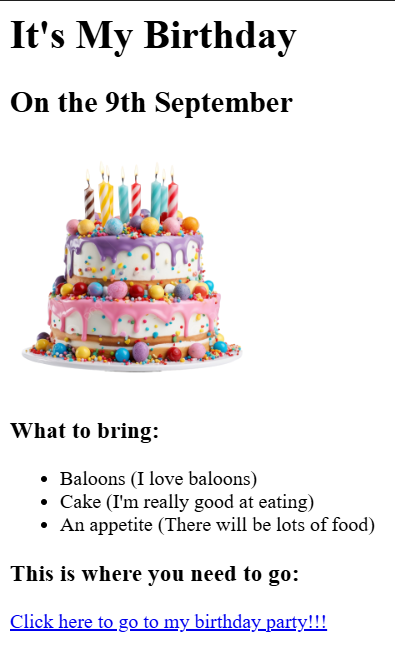 It's My Birthday
On the 9th September
What to bring:
Baloons (I love baloons)
Cake (I'm really good at eating)
An appetite (There will be lots of food)
This is where you need to go:
Click here to go to my birthday party!!!